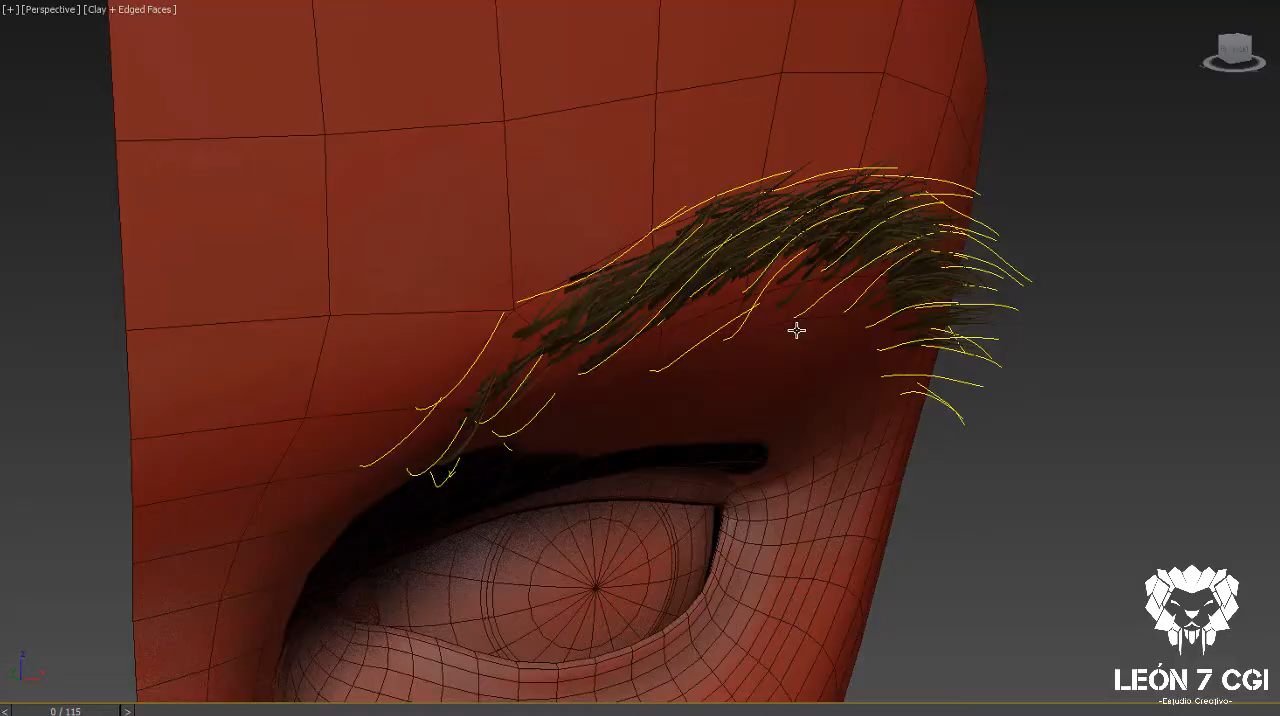 [+] [Perspective ] [Clay + Edged Faces ]
z
x
LEÓN 7 CGI
-Estudio Creativo-
< 0 / 115 >